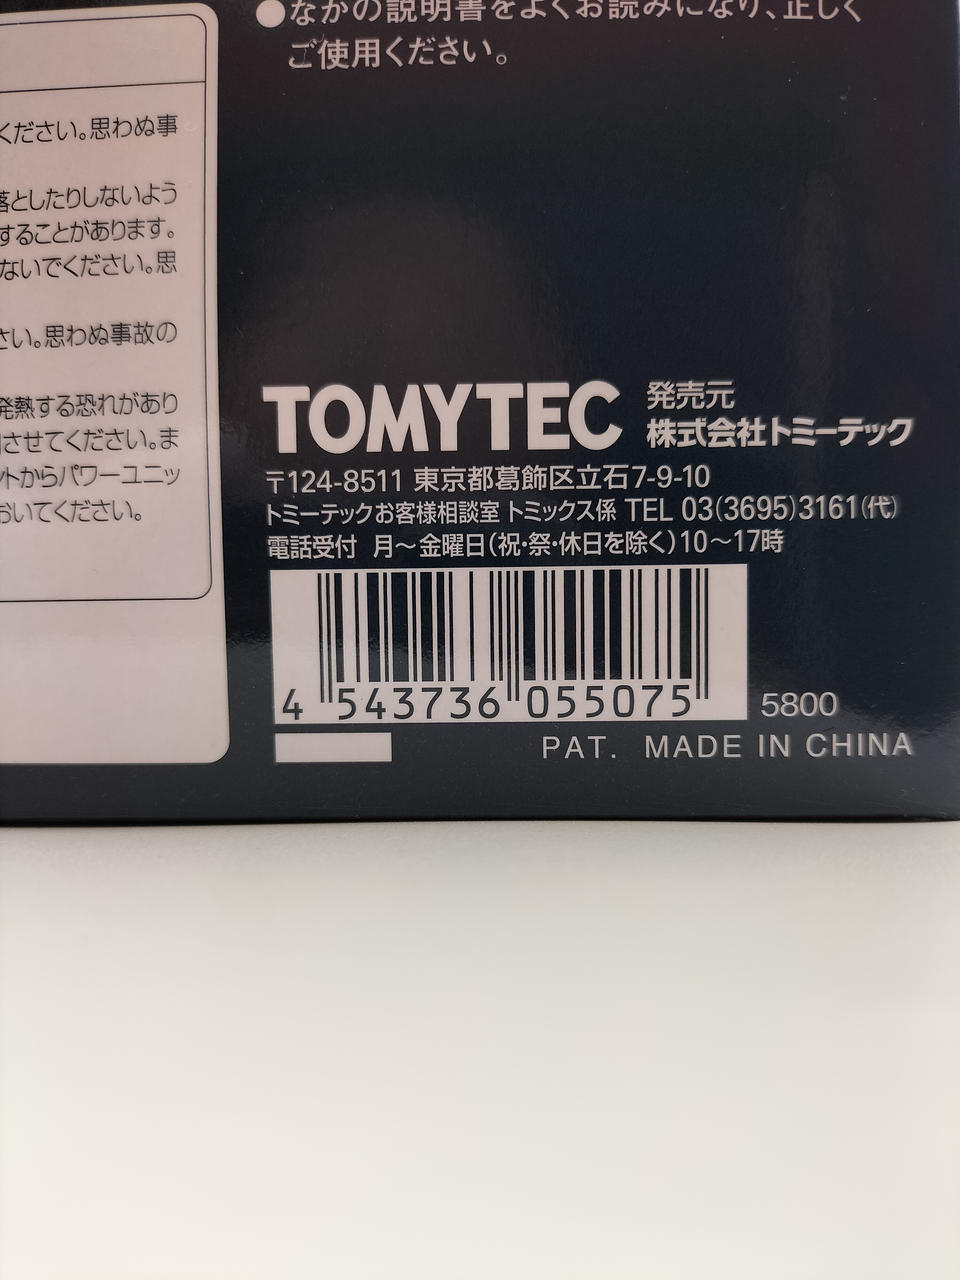 ●なかの説明書をよくお読みになり、正しく
ご使用ください。
ください。思わぬ事
落としたりしないよう
することがあります。
ないでください。思
さい。思わぬ事故の
発熱する恐れがあり
させてください。ま
ントからパワーユニッ
おいてください。
TOMYTEC 発売元
株式会社トミーテック
〒124-8511 東京都葛飾区立石7-9-10
トミーテックお客様相談室 トミックス係 TEL 03(3695)3161(代)
電話受付 月～金曜日(祝・祭・休日を除く)10～17時
4 543736 055075
5800
PAT. MADE IN CHINA